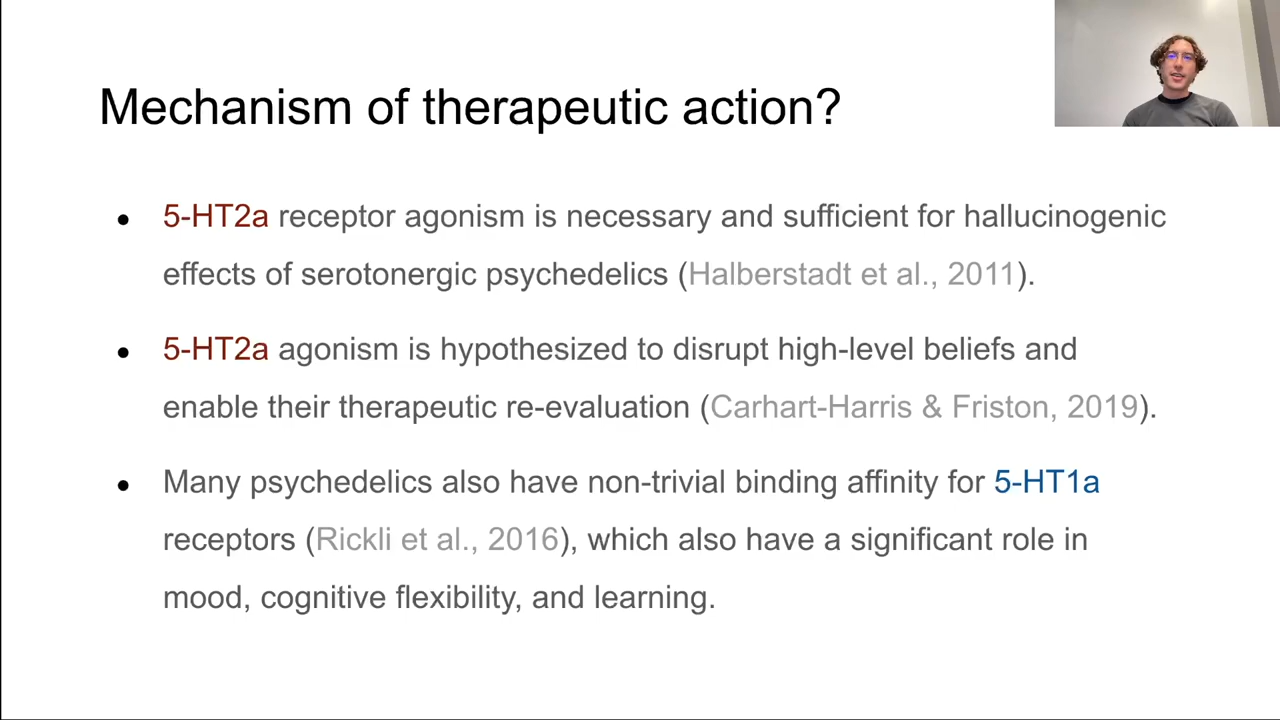 Mechanism of therapeutic action?
● 5-HT2a receptor agonism is necessary and sufficient for hallucinogenic
effects of serotonergic psychedelics (Halberstadt et al., 2011).
● 5-HT2a agonism is hypothesized to disrupt high-level beliefs and
enable their therapeutic re-evaluation (Carhart-Harris & Friston, 2019).
● Many psychedelics also have non-trivial binding affinity for 5-HT1a
receptors (Rickli et al., 2016), which also have a significant role in
mood, cognitive flexibility, and learning.